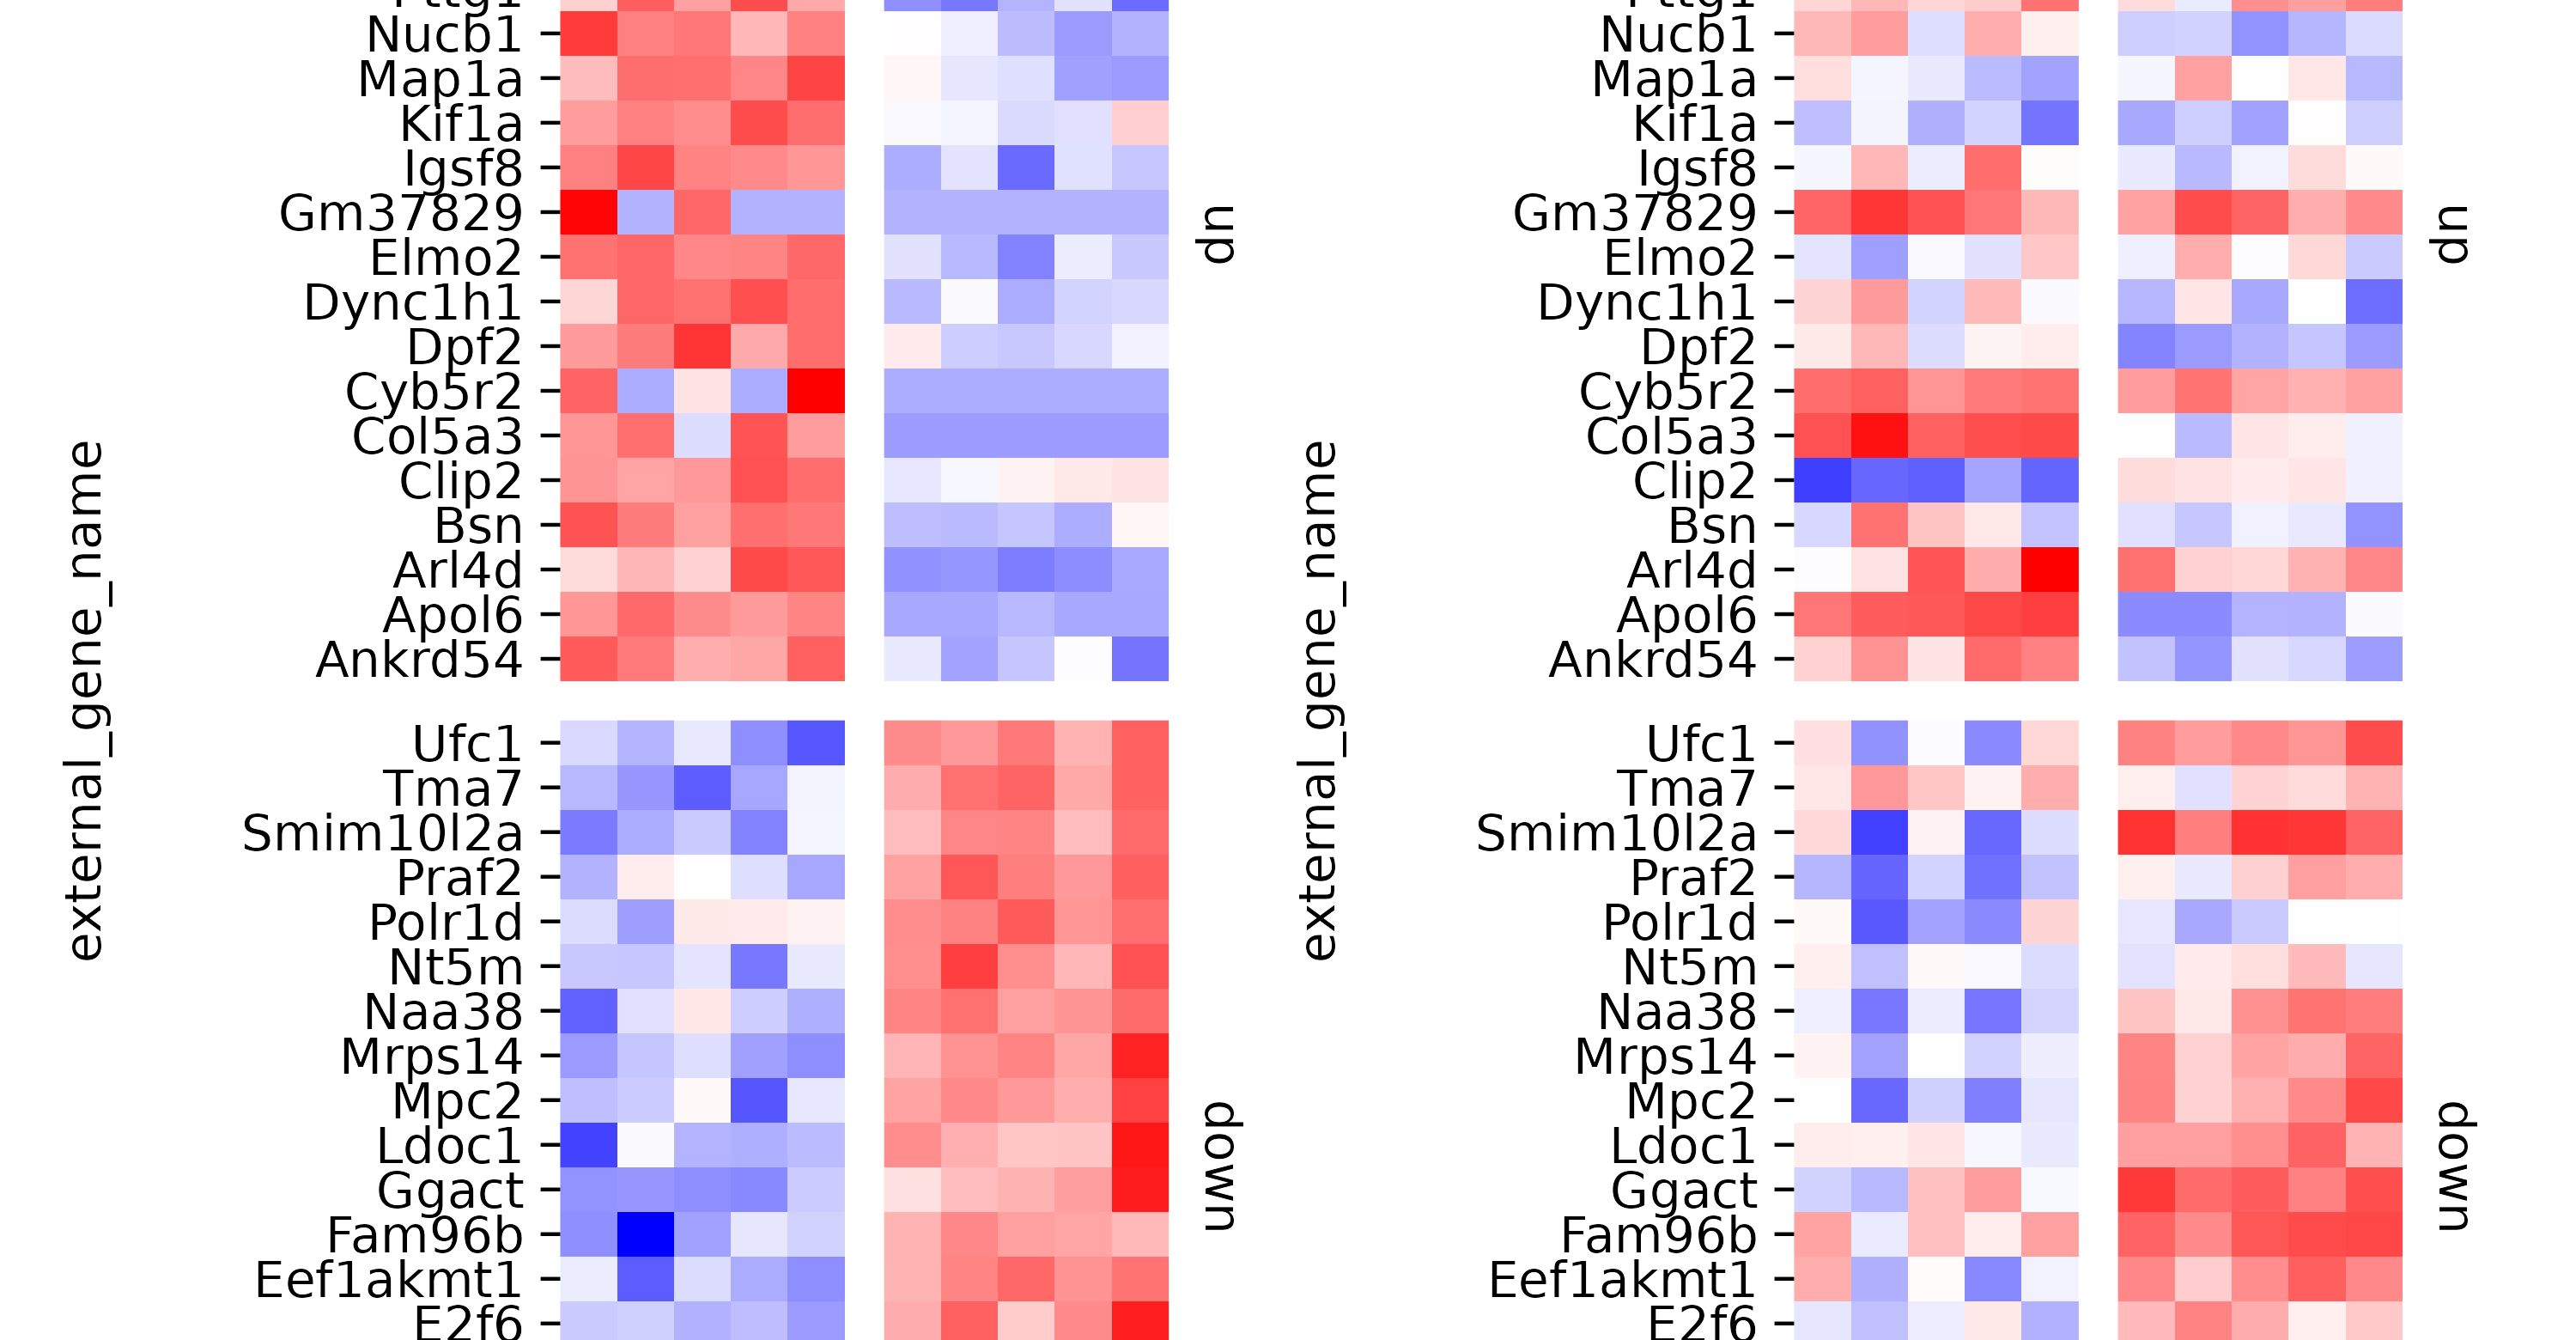 external_gene_name
Nucb1
Map1a
Kif1a
Igsf8
Gm37829
Elmo2
Dync1h1
Dpf2
Cyb5r2
Col5a3
Clip2
Bsn
Arl4d
Apol6
Ankrd54
Ufc1
Tma7
Smim10l2a
Praf2
Polr1d
Nt5m
Naa38
Mrps14
Mpc2
Ldoc1
Ggact
Fam96b
Eef1akmt1
E2f6
up
down
external_gene_name
Nucb1
Map1a
Kif1a
Igsf8
Gm37829
Elmo2
Dync1h1
Dpf2
Cyb5r2
Col5a3
Clip2
Bsn
Arl4d
Apol6
Ankrd54
Ufc1
Tma7
Smim10l2a
Praf2
Polr1d
Nt5m
Naa38
Mrps14
Mpc2
Ldoc1
Ggact
Fam96b
Eef1akmt1
E2f6
up
down